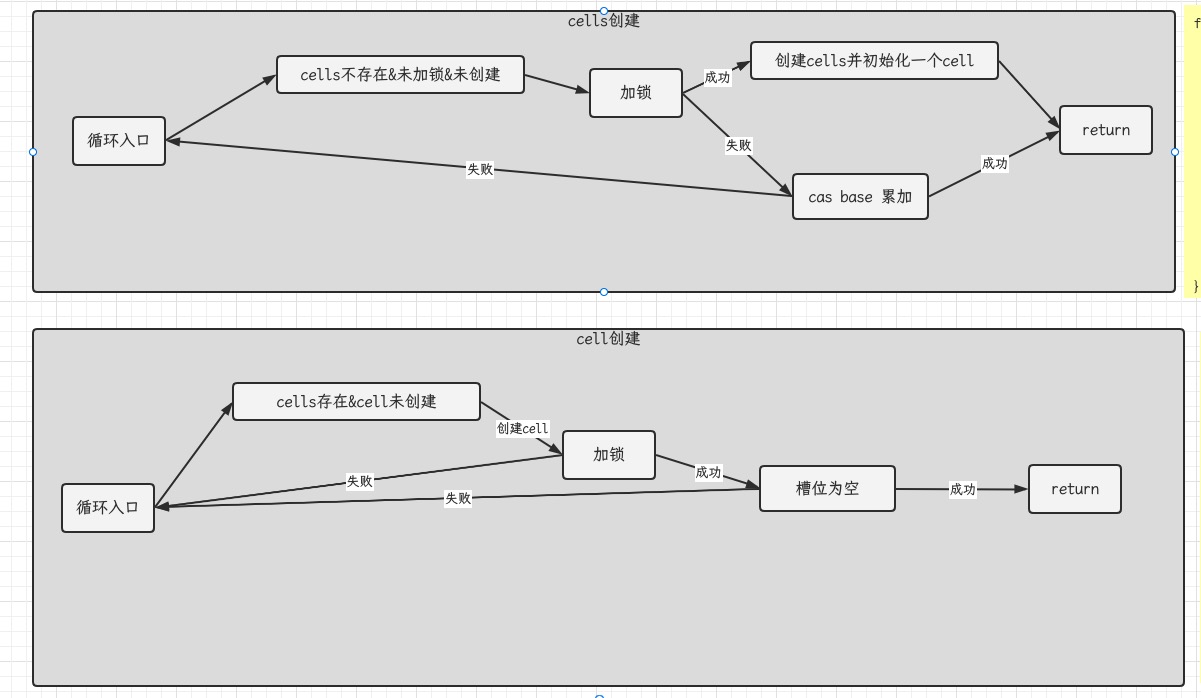 cells创建
f
cells不存在&未加锁&未创建
加锁
成功
创建cells并初始化一个cell
循环入口
return
失败
失败
成功
cas base 累加
}
cell创建
cells存在&cell未创建
创建cell
加锁
成功
失败
槽位为空
成功
return
失败
循环入口